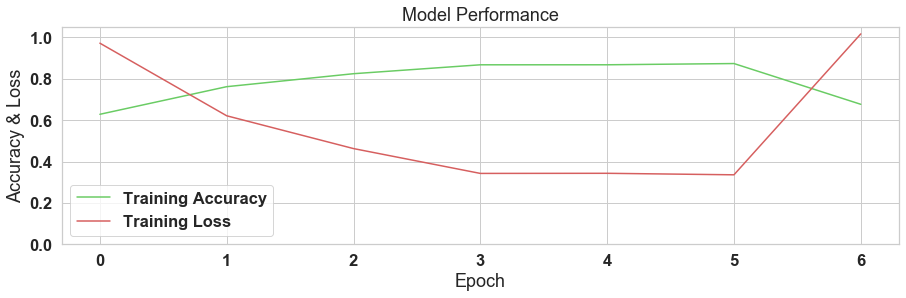 Model Performance
Accuracy & Loss
1.0
0.8
0.6
0.4
0.2
0.0
Training Accuracy
Training Loss
0 1 2 3 4 5 6
Epoch